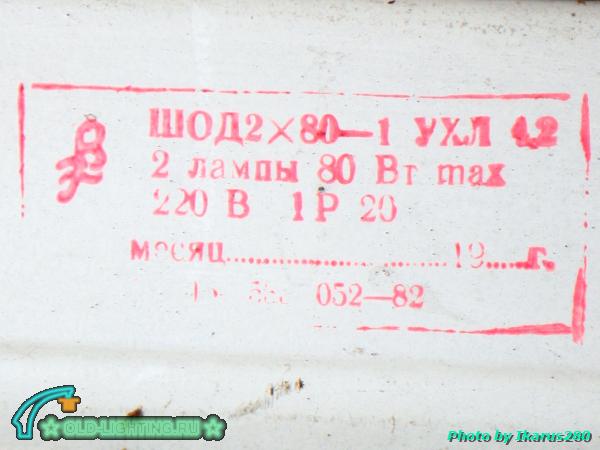 ШОД2×80—1 УХЛ 4.2
2 лампы 80 Вт max
220 В 1Р 20
месяц.......................... 19......г.
052—82
OLD-LIGHTING.RU
Photo by Ikarus280